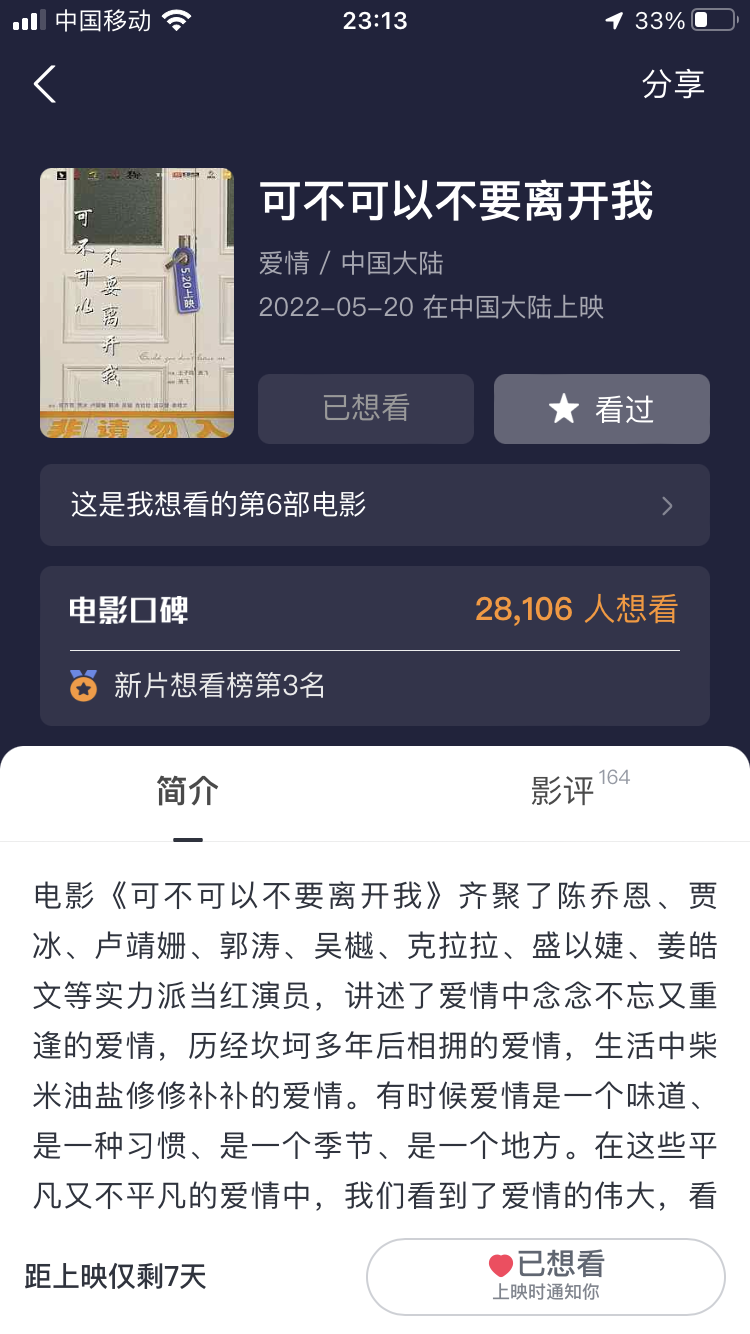 中国移动 23:13 33%
分享
可不可以不要离开我
爱情 / 中国大陆
2022-05-20 在中国大陆上映
可不可以
不要离开我
5.20上映
Could you don't leave me
非请勿入
已想看
看过
这是我想看的第6部电影
电影口碑
28,106 人想看
新片想看榜第3名
简介
影评 164
电影《可不可以不要离开我》齐聚了陈乔恩、贾
冰、卢靖姗、郭涛、吴樾、克拉拉、盛以婕、姜皓
文等实力派当红演员，讲述了爱情中念念不忘又重
逢的爱情，历经坎坷多年后相拥的爱情，生活中柴
米油盐修修补补的爱情。有时候爱情是一个味道、
是一种习惯、是一个季节、是一个地方。在这些平
凡又不平凡的爱情中，我们看到了爱情的伟大，看
距上映仅剩7天
已想看
上映时通知你